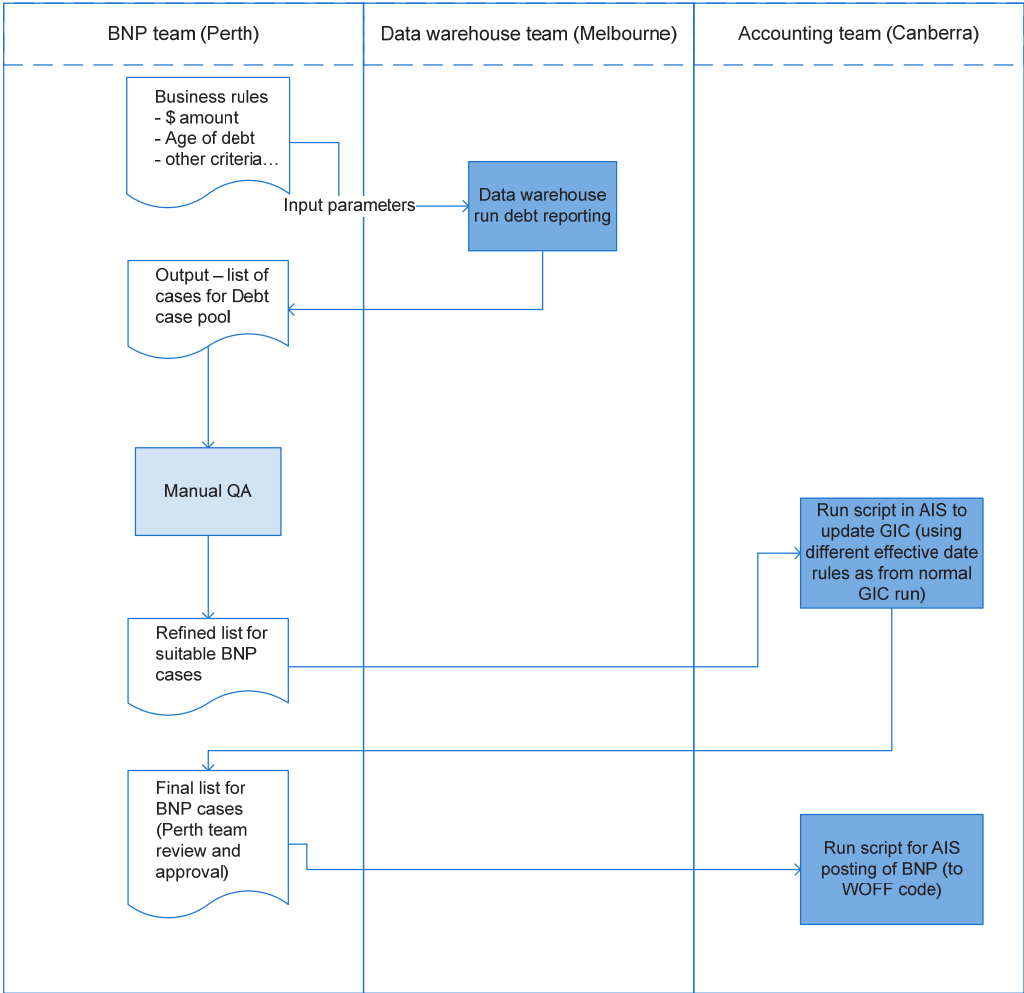 BNP team (Perth)
Data warehouse team (Melbourne)
Accounting team (Canberra)
Business rules
- $ amount
- Age of debt
- other criteria…
Input parameters
Data warehouse
run debt reporting
Output – list of
cases for Debt
case pool
Manual QA
Run script in AIS to
update GIC (using
different effective date
rules as from normal
GIC run)
Refined list for
suitable BNP
cases
Final list for
BNP cases
(Perth team
review and
approval)
Run script for AIS
posting of BNP (to
WOFF code)